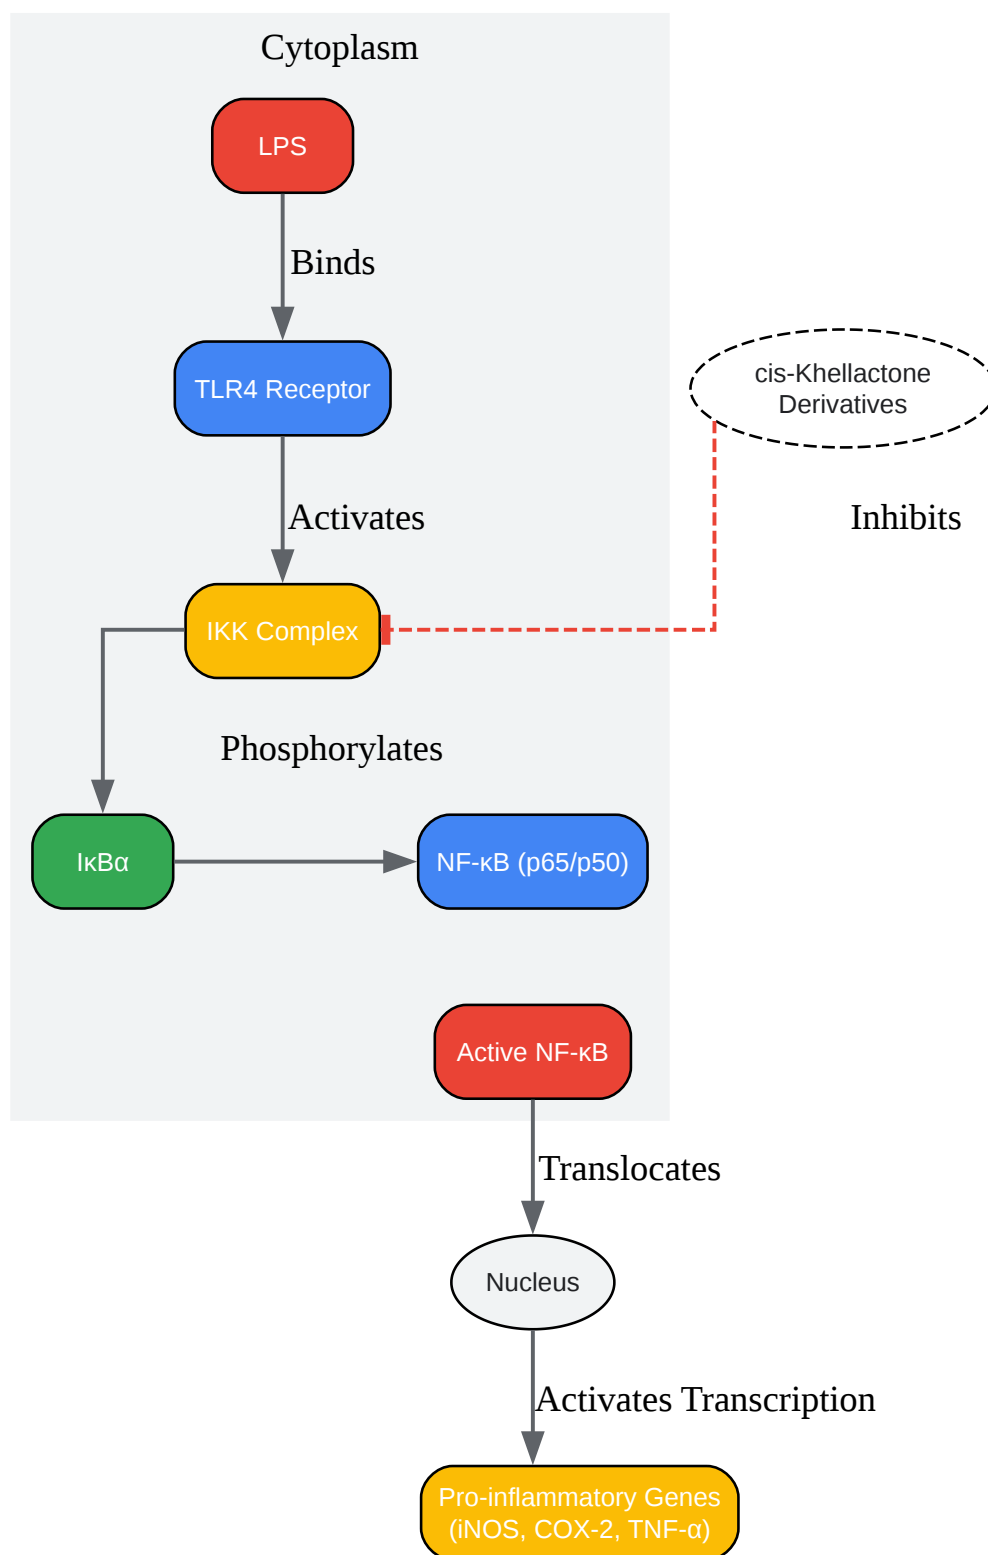 Cytoplasm
LPS
Binds
TLR4 Receptor
cis-Khellactone
Derivatives
Activates
Inhibits
IKK Complex
Phosphorylates
IκBα
NF-κB (p65/p50)
Active NF-κB
Translocates
Nucleus
Activates Transcription
Pro-inflammatory Genes
(iNOS, COX-2, TNF-α)